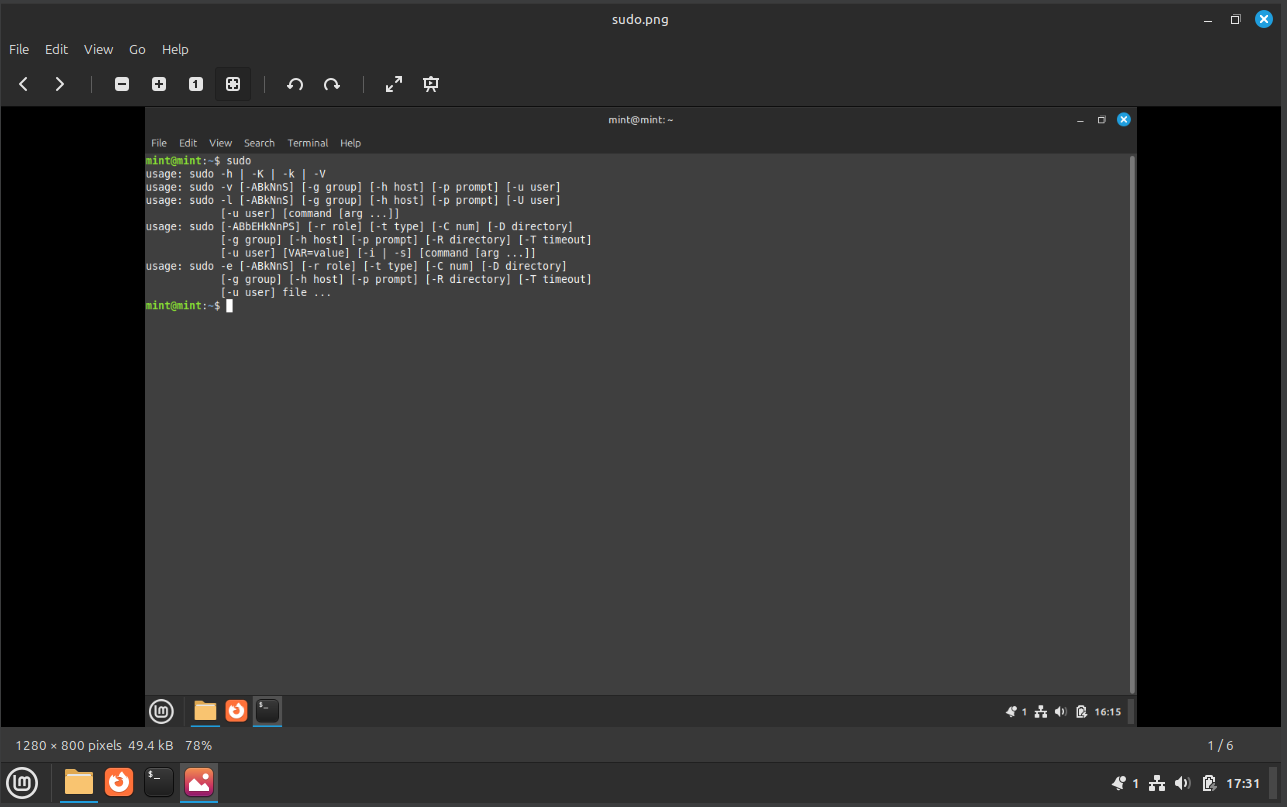 sudo.png
File Edit View Go Help
mint@mint: ~
File Edit View Search Terminal Help
mint@mint:~$ sudo
usage: sudo -h | -K | -k | -V
usage: sudo -v [-ABkNnS] [-g group] [-h host] [-p prompt] [-u user]
usage: sudo -l [-ABkNnS] [-g group] [-h host] [-p prompt] [-U user]
            [-u user] [command [arg ...]]
usage: sudo [-ABbEHkNnPS] [-r role] [-t type] [-C num] [-D directory]
            [-g group] [-h host] [-p prompt] [-R directory] [-T timeout]
            [-u user] [VAR=value] [-i | -s] [command [arg ...]]
usage: sudo -e [-ABkNnS] [-r role] [-t type] [-C num] [-D directory]
            [-g group] [-h host] [-p prompt] [-R directory] [-T timeout]
            [-u user] file ...
mint@mint:~$
1 16:15
1280 × 800 pixels 49.4 kB 78% 1 / 6
1 17:31